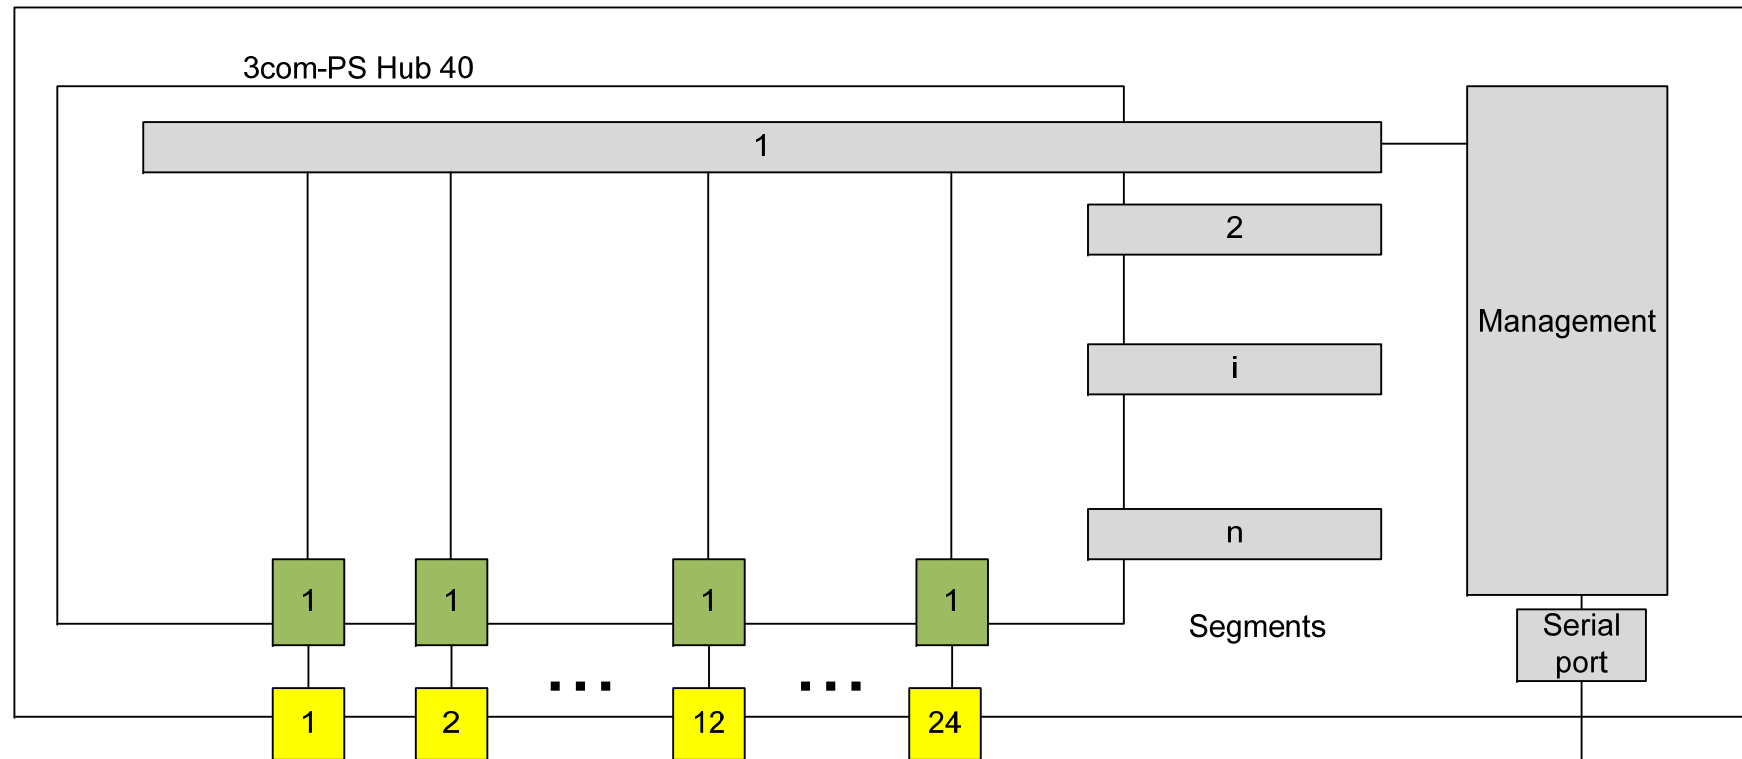 3com-PS Hub 40
1
2
i
n
Management
1 1 1 1
Segments
Serial
port
... ...
1 2 12 24